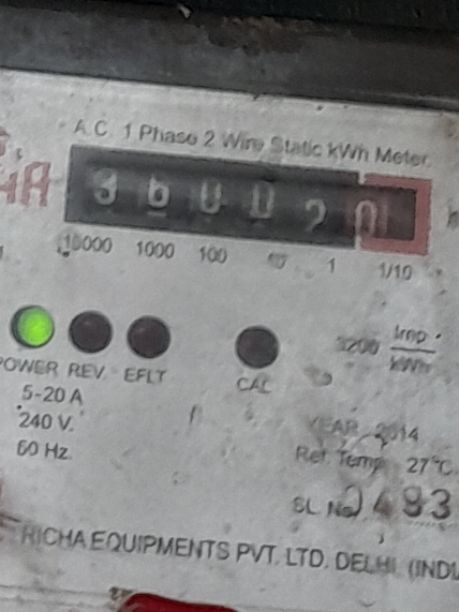 A.C. 1 Phase 2 Wire Static kWh Meter.
3 6 0 0 2 0
10000 1000 100 10 1 1/10
3200 Imp/kWh
POWER REV. EFLT CAL
5-20 A
240 V.
YEAR 2014
50 Hz.
Ref. Temp. 27°C.
SL. No.
RICHA EQUIPMENTS PVT. LTD. DELHI.